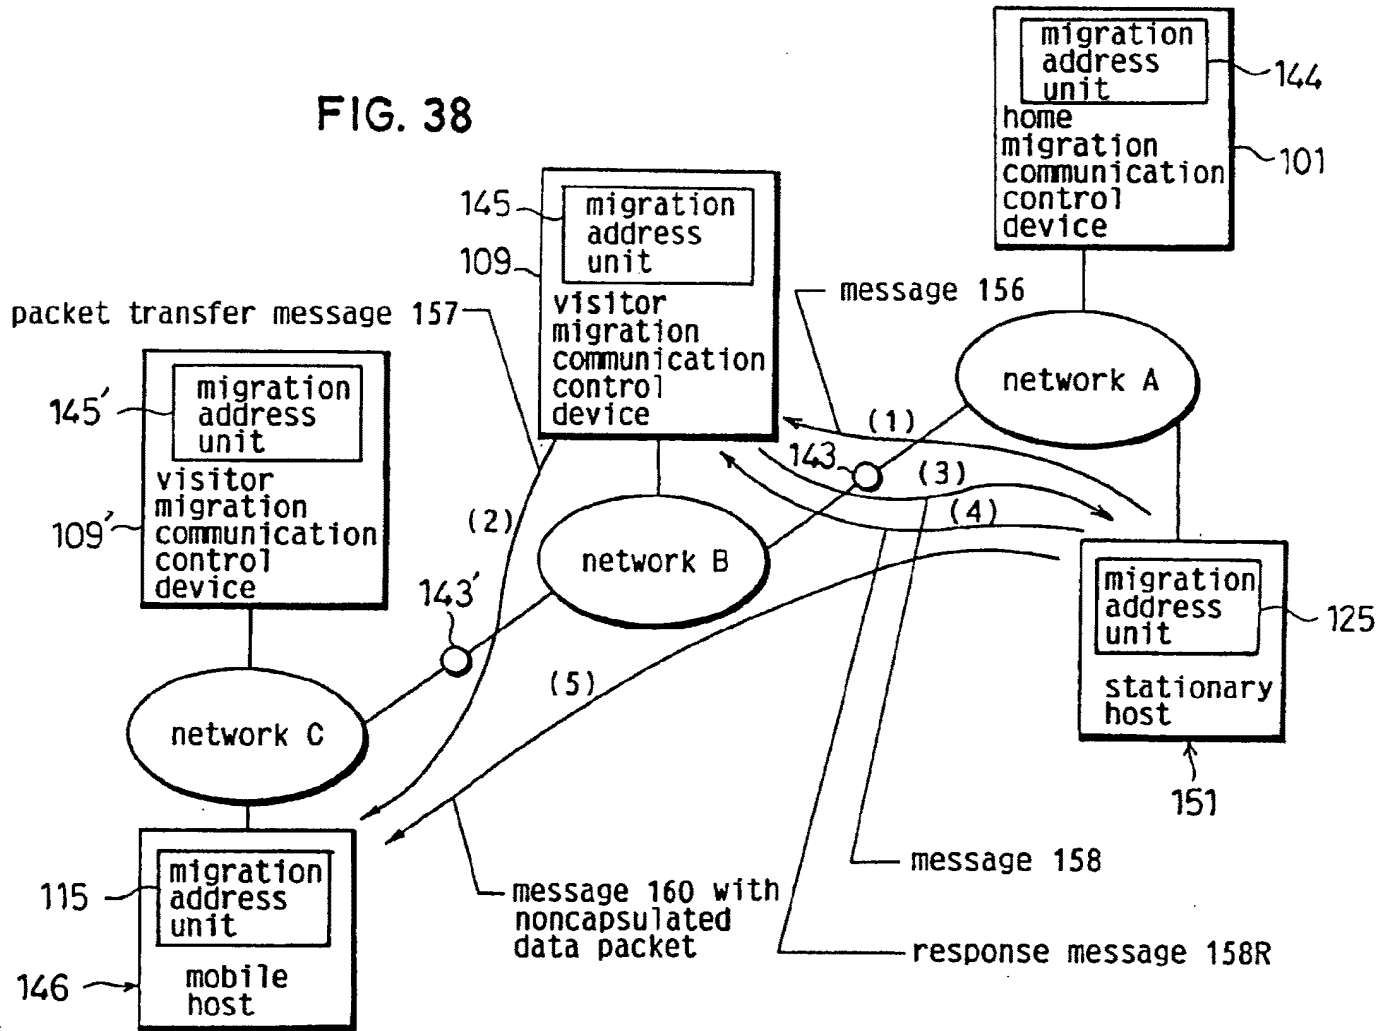 FIG. 38
migration
address
unit
144
home
migration
communication
control
device
101
145
migration
address
unit
109
visitor
migration
communication
control
device
message 156
packet transfer message 157
network A
145′
migration
address
unit
visitor
migration
communication
control
device
109′
(1)
143
(3)
(4)
(2)
network B
143′
migration
address
unit
125
stationary
host
151
(5)
network C
115
migration
address
unit
mobile
host
146
message 160 with
noncapsulated
data packet
message 158
response message 158R